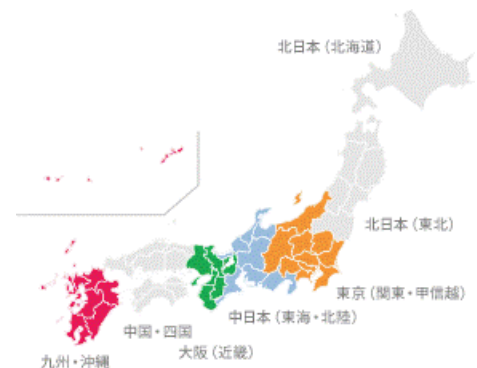 北日本（北海道）
北日本（東北）
東京（関東・甲信越）
中日本（東海・北陸）
中国・四国
大阪（近畿）
九州・沖縄